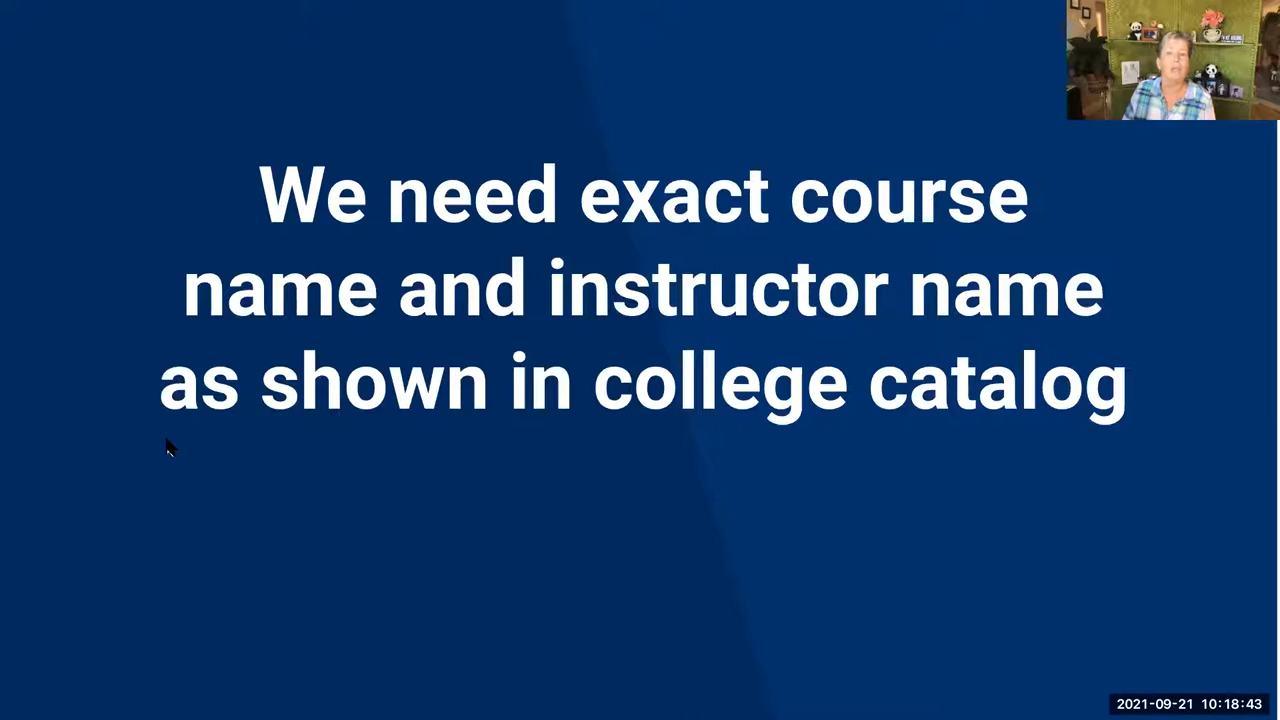 We need exact course
name and instructor name
as shown in college catalog
2021-09-21 10:18:43